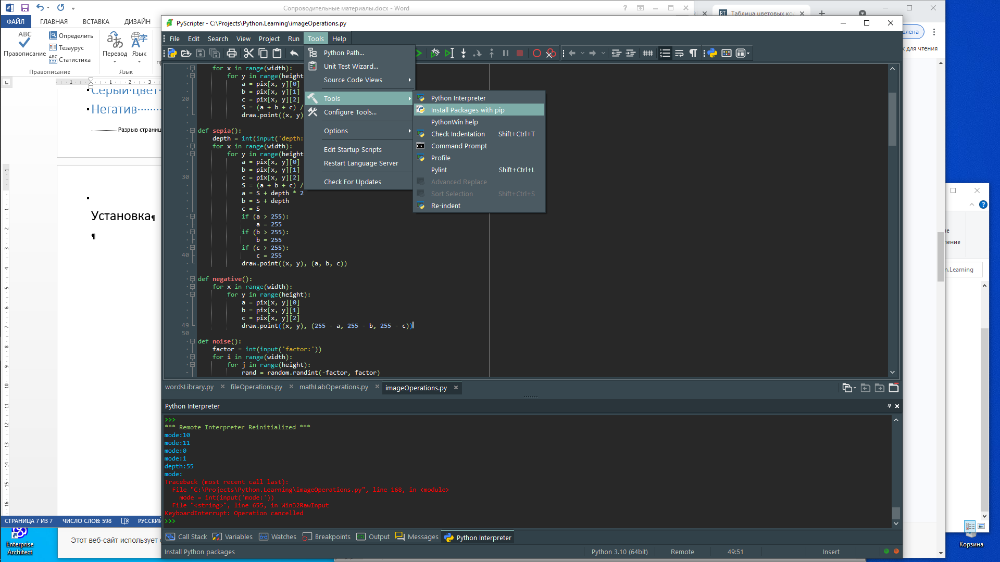 Сопроводительные материалы.docx - Word
ФАЙЛ
ГЛАВНАЯ
ВСТАВКА
ДИЗАЙН
Правописание
Определить
Тезаурус
Статистика
Перевод
Язык
Правописание
Язык
Серый·цвет
Негатив
Разрыв страниц
Установка¶
¶
СТРАНИЦА 7 ИЗ 7
ЧИСЛО СЛОВ: 598
РУССКИЙ
Enterprise
Architect
Этот веб-сайт использует
Таблица цветовых код
для чтения
n.Learning
Корзина
PyScripter - C:\Projects\Python.Learning\imageOperations.py
File Edit Search View Project Run Tools Help
Python Path...
Unit Test Wizard...
Source Code Views
Tools
Configure Tools...
Options
Edit Startup Scripts
Restart Language Server
Check For Updates
Python Interpreter
Install Packages with pip
PythonWin help
Check Indentation Shift+Ctrl+T
Command Prompt
Profile
Pylint Shift+Ctrl+L
Advanced Replace
Sort Selection Shift+Ctrl+S
Re-indent
for x in range(width):
for y in range(height
a = pix[x, y][0]
b = pix[x, y][1]
20 c = pix[x, y][2]
S = (a + b + c) /
draw.point((x, y)
def sepia():
depth = int(input('depth:
for x in range(width):
for y in range(height
a = pix[x, y][0]
b = pix[x, y][1]
30 c = pix[x, y][2]
S = (a + b + c) /
a = S + depth * 2
b = S + depth
c = S
if (a > 255):
a = 255
if (b > 255):
b = 255
if (c > 255):
40 c = 255
draw.point((x, y), (a, b, c))
def negative():
for x in range(width):
for y in range(height):
a = pix[x, y][0]
b = pix[x, y][1]
c = pix[x, y][2]
49 draw.point((x, y), (255 - a, 255 - b, 255 - c))
50
def noise():
factor = int(input('factor:'))
for i in range(width):
for j in range(height):
rand = random.randint(-factor, factor)
wordsLibrary.py
fileOperations.py
mathLabOperations.py
imageOperations.py
Python Interpreter
>>>
*** Remote Interpreter Reinitialized ***
mode:10
mode:11
mode:0
mode:1
depth:55
mode:
Traceback (most recent call last):
File "C:\Projects\Python.Learning\imageOperations.py", line 168, in <module>
mode = int(input('mode:'))
File "<string>", line 655, in Win32RawInput
KeyboardInterrupt: Operation cancelled
>>>
Call Stack
Variables
Watches
Breakpoints
Output
Messages
Python Interpreter
Install Python packages
Python 3.10 (64bit)
Remote
49:51
Insert